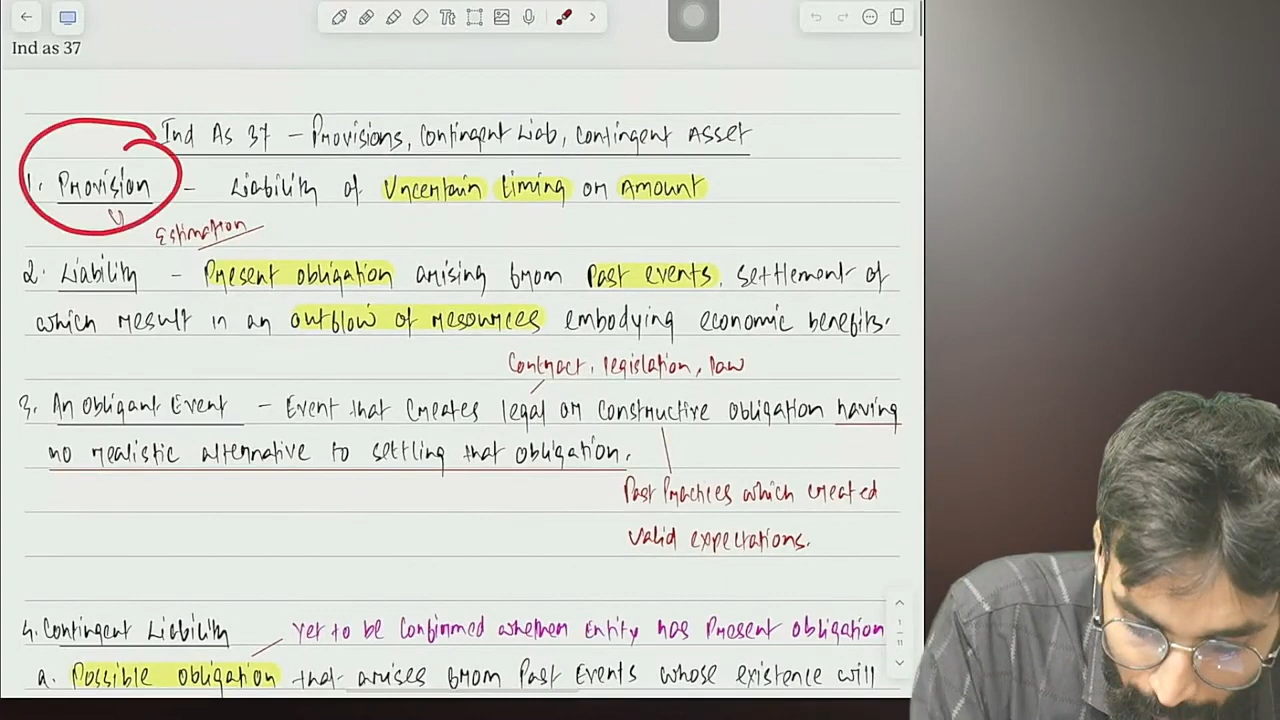 Ind as 37
Ind As 37 - Provisions, Contingent Liab, Contingent Asset
1. Provision - Liability of Uncertain timing or Amount
Estimation
2. Liability - Present obligation arising from Past events, settlement of
which result in an outflow of resources embodying economic benefits.
Contract, legislation, Law
3. An Obligant Event - Event that Creates legal or constructive obligation having
no realistic alternative to settling that obligation.
Past Practices which created
valid expectations.
4. Contingent Liability
Yet to be Confirmed whether Entity has Present obligation
a. Possible obligation that arises from Past Events whose existence will